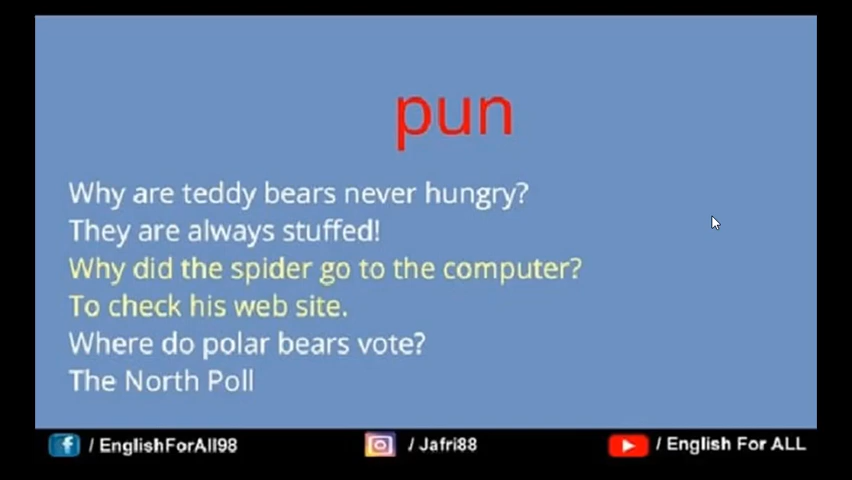 pun
Why are teddy bears never hungry?
They are always stuffed!
Why did the spider go to the computer?
To check his web site.
Where do polar bears vote?
The North Poll
/ EnglishForAll98
/ Jafri88
/ English For ALL